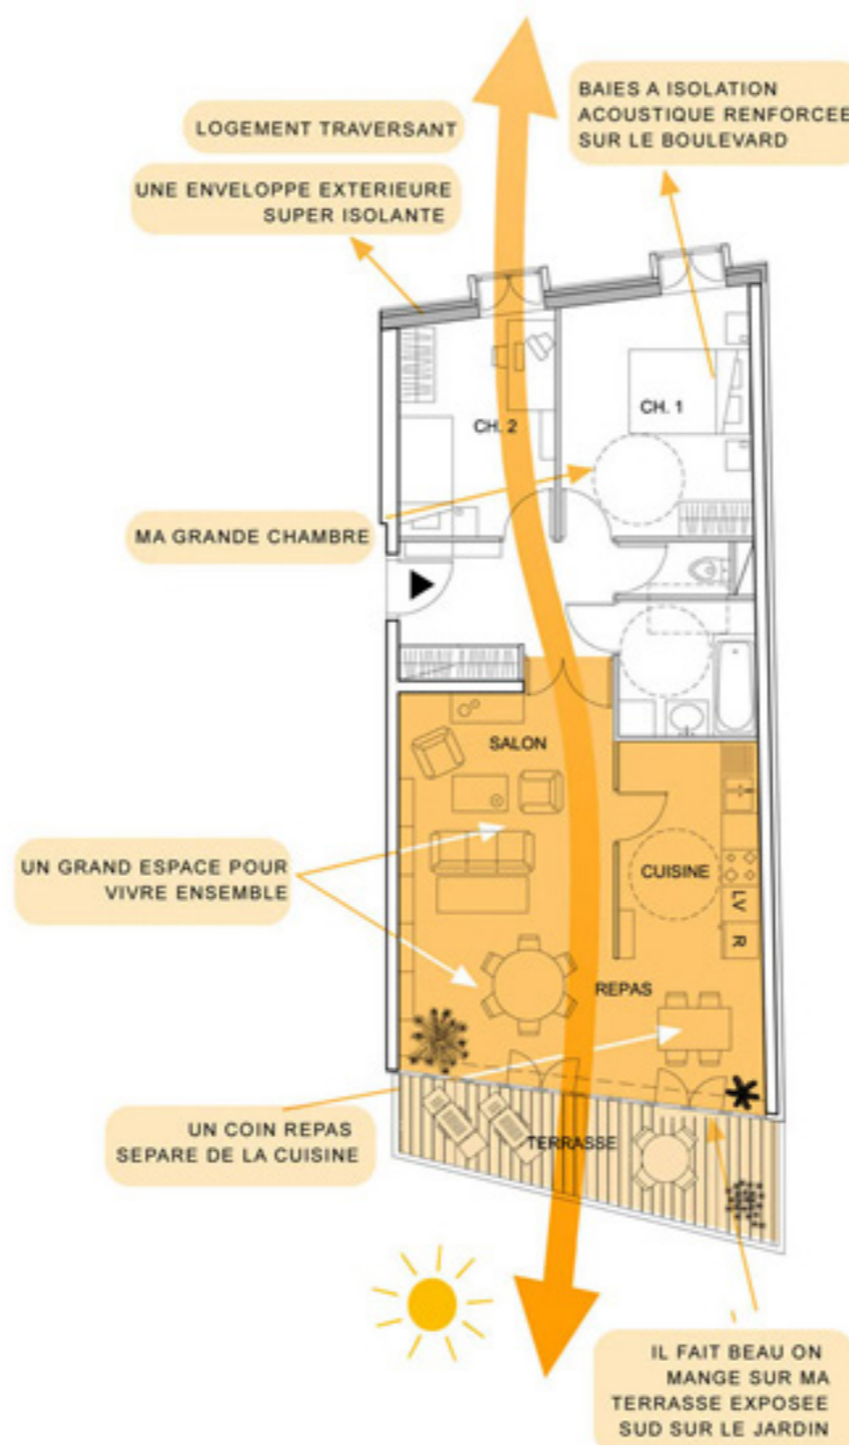 LOGEMENT TRAVERSANT
BAIES A ISOLATION
ACOUSTIQUE RENFORCEE
SUR LE BOULEVARD
UNE ENVELOPPE EXTERIEURE
SUPER ISOLANTE
CH. 2
CH. 1
MA GRANDE CHAMBRE
SALON
UN GRAND ESPACE POUR
VIVRE ENSEMBLE
CUISINE
LV
R
REPAS
UN COIN REPAS
SEPARE DE LA CUISINE
TERRASSE
IL FAIT BEAU ON
MANGE SUR MA
TERRASSE EXPOSEE
SUD SUR LE JARDIN